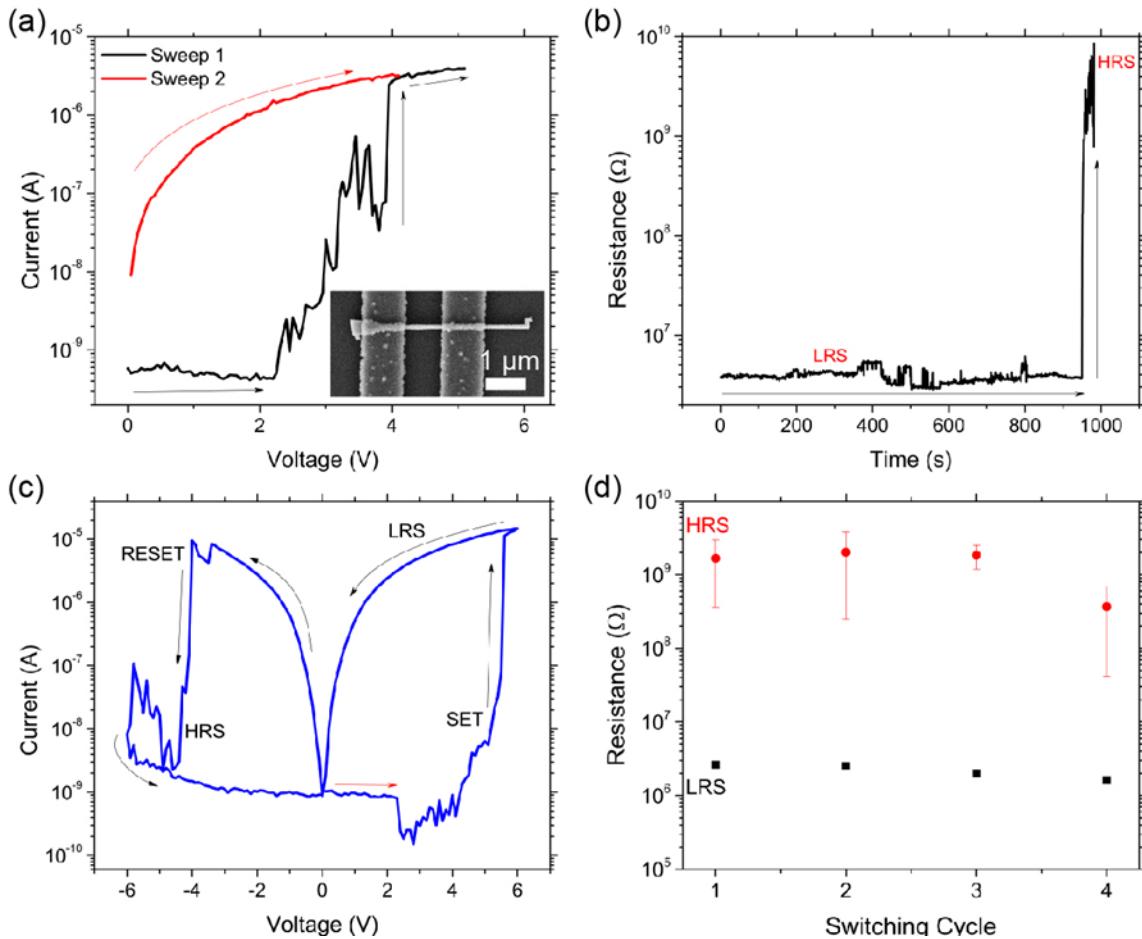 (a)
10⁻⁵
10⁻⁶
10⁻⁷
10⁻⁸
10⁻⁹
Current (A)
Sweep 1
Sweep 2
1 µm
0 2 4 6
Voltage (V)
(b)
10¹⁰
10⁹
10⁸
10⁷
Resistance (Ω)
HRS
LRS
0 200 400 600 800 1000
Time (s)
(c)
10⁻⁴
10⁻⁵
10⁻⁶
10⁻⁷
10⁻⁸
10⁻⁹
10⁻¹⁰
Current (A)
RESET
LRS
HRS
SET
-6 -4 -2 0 2 4 6
Voltage (V)
(d)
10¹⁰
10⁹
10⁸
10⁷
10⁶
10⁵
Resistance (Ω)
HRS
LRS
1 2 3 4
Switching Cycle